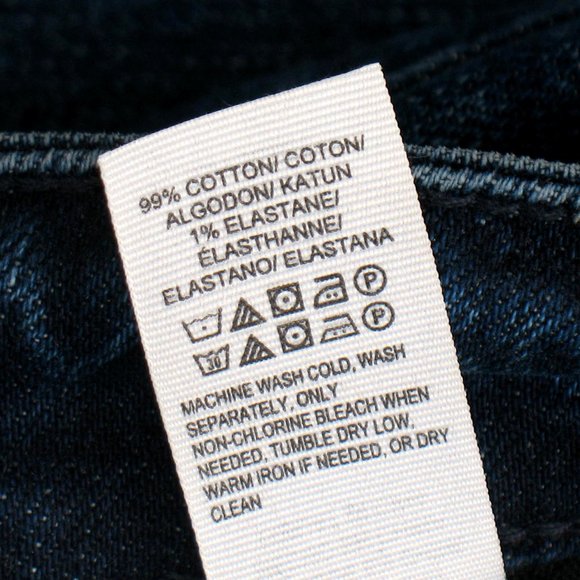 99% COTTON/ COTON/
ALGODON/ KATUN
1% ELASTANE/
ÉLASTHANNE/
ELASTANO/ ELASTANA
P
30 P
MACHINE WASH COLD, WASH
SEPARATELY, ONLY
NON-CHLORINE BLEACH WHEN
NEEDED, TUMBLE DRY LOW,
WARM IRON IF NEEDED, OR DRY
CLEAN